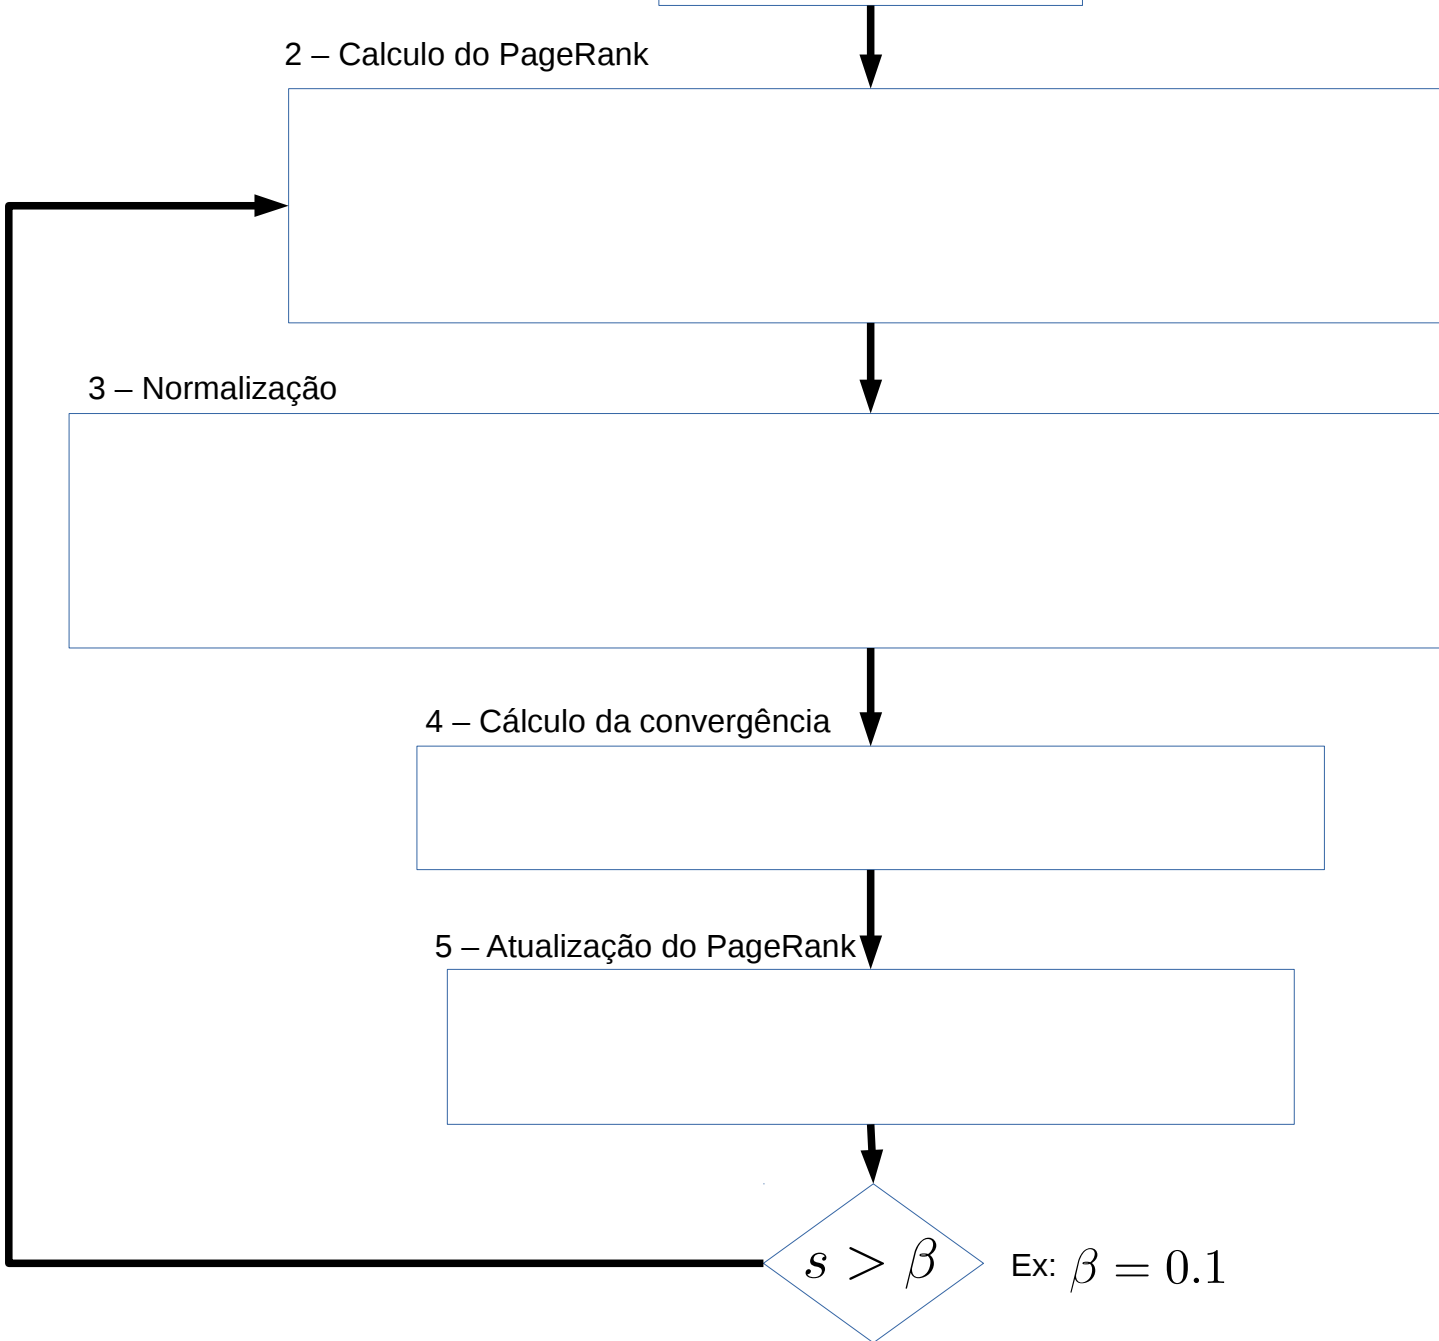 2 – Calculo do PageRank
3 – Normalização
4 – Cálculo da convergência
5 – Atualização do PageRank
s > β Ex: β = 0.1